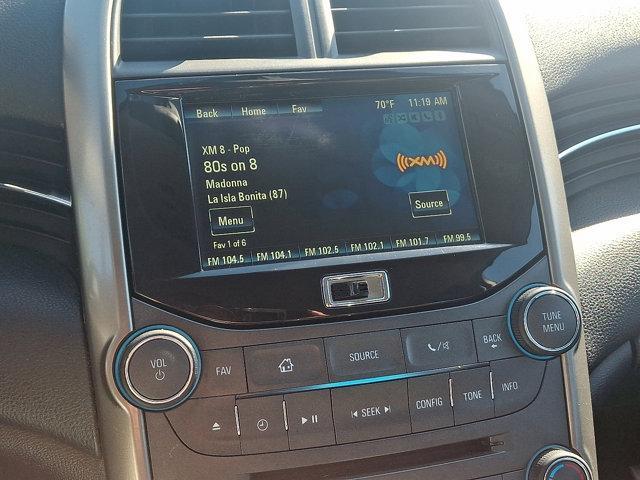 Back Home Fav 70°F 11:19 AM
XM 8 - Pop
80s on 8
XM
Madonna
La Isla Bonita (87)
Menu Source
Fav 1 of 6
FM 104.5 FM 104.1 FM 102.5 FM 102.1 FM 101.7 FM 99.5
VOL
FAV SOURCE BACK
TUNE
MENU
SEEK CONFIG TONE INFO